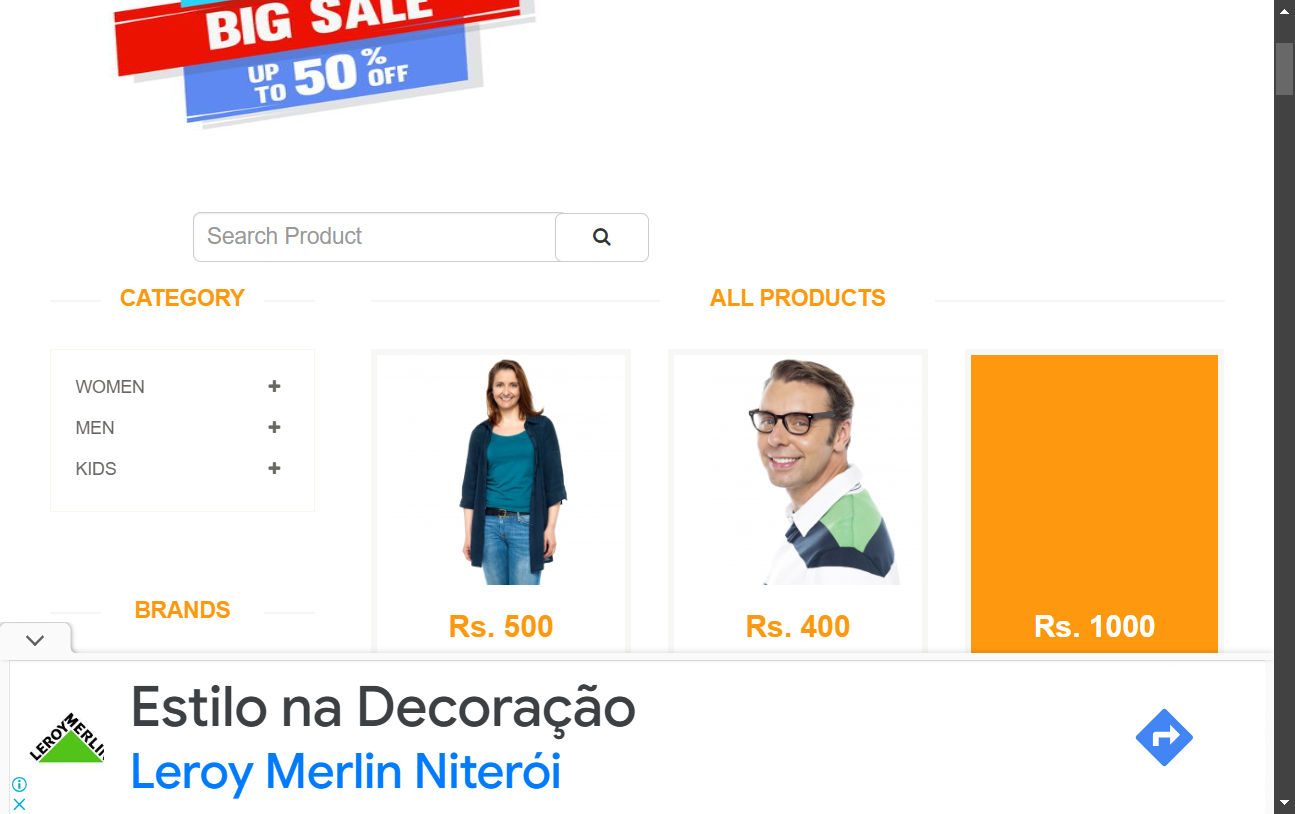 BIG SALE
UP TO 50% OFF
Search Product
CATEGORY
ALL PRODUCTS
WOMEN
MEN
KIDS
BRANDS
Rs. 500
Rs. 400
Rs. 1000
Estilo na Decoração
Leroy Merlin Niterói
LEROY MERLIN